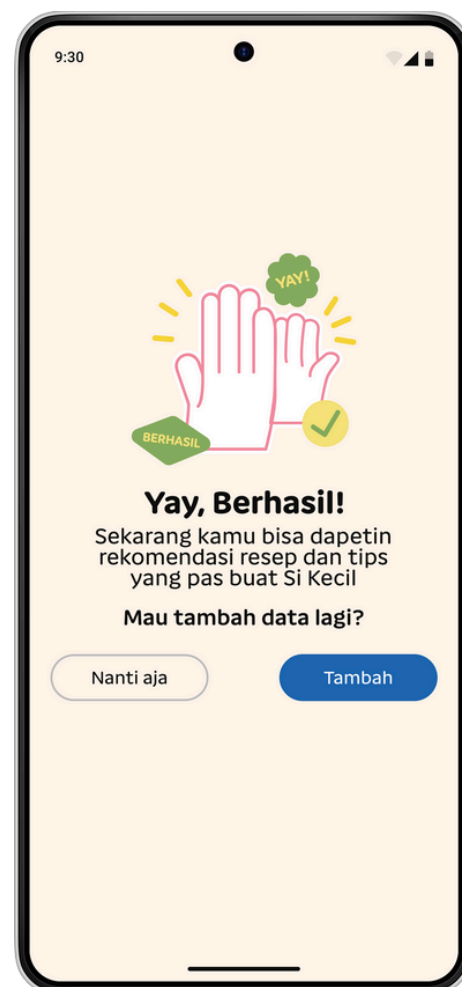 9:30
YAY!
BERHASIL
Yay, Berhasil!
Sekarang kamu bisa dapetin
rekomendasi resep dan tips
yang pas buat Si Kecil
Mau tambah data lagi?
Nanti aja
Tambah